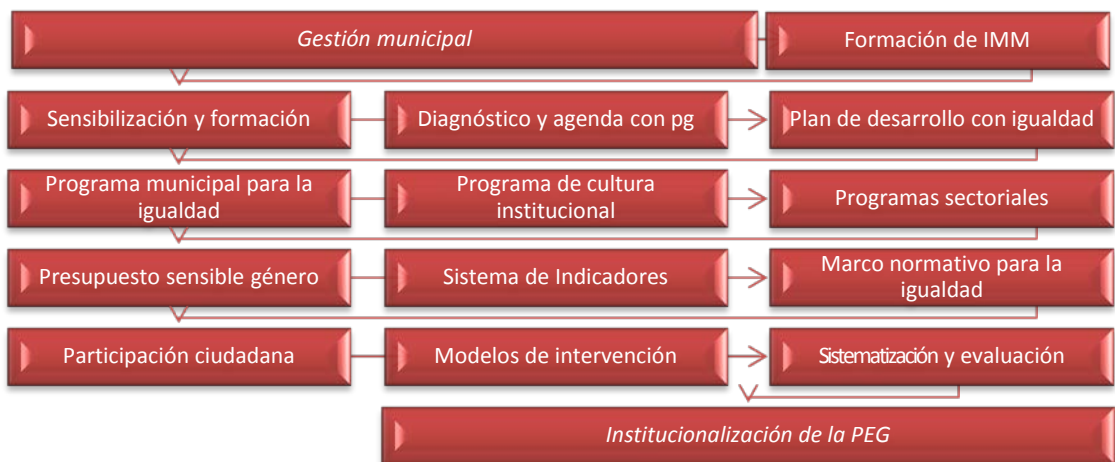 Gestión municipal
Formación de IMM
Sensibilización y formación
Diagnóstico y agenda con pg
Plan de desarrollo con igualdad
Programa municipal para la
igualdad
Programa de cultura
institucional
Programas sectoriales
Presupuesto sensible género
Sistema de Indicadores
Marco normativo para la
igualdad
Participación ciudadana
Modelos de intervención
Sistematización y evaluación
Institucionalización de la PEG